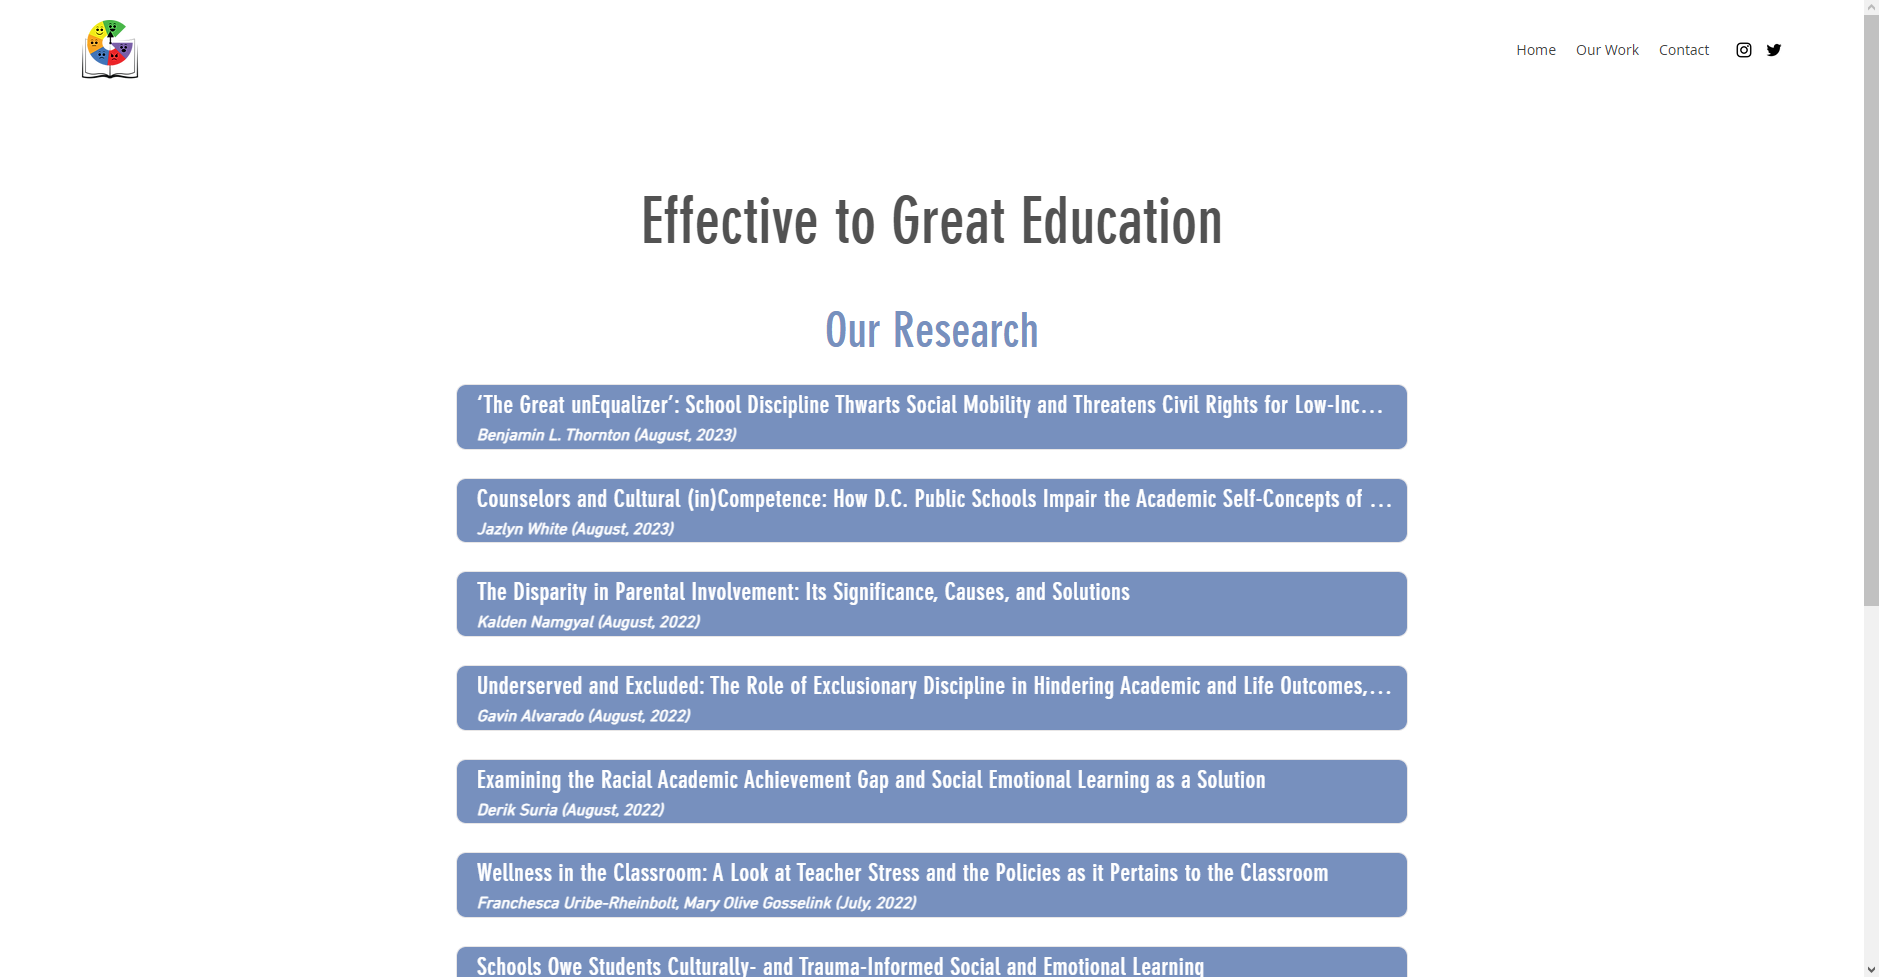 Home Our Work Contact
Effective to Great Education
Our Research
‘The Great unEqualizer’: School Discipline Thwarts Social Mobility and Threatens Civil Rights for Low-Inc...
Benjamin L. Thornton (August, 2023)
Counselors and Cultural (in)Competence: How D.C. Public Schools Impair the Academic Self-Concepts of ...
Jazlyn White (August, 2023)
The Disparity in Parental Involvement: Its Significance, Causes, and Solutions
Kalden Namgyal (August, 2022)
Underserved and Excluded: The Role of Exclusionary Discipline in Hindering Academic and Life Outcomes,...
Gavin Alvarado (August, 2022)
Examining the Racial Academic Achievement Gap and Social Emotional Learning as a Solution
Derik Suria (August, 2022)
Wellness in the Classroom: A Look at Teacher Stress and the Policies as it Pertains to the Classroom
Franchesca Uribe-Rheinbolt, Mary Olive Gosselink (July, 2022)
Schools Owe Students Culturally- and Trauma-Informed Social and Emotional Learning